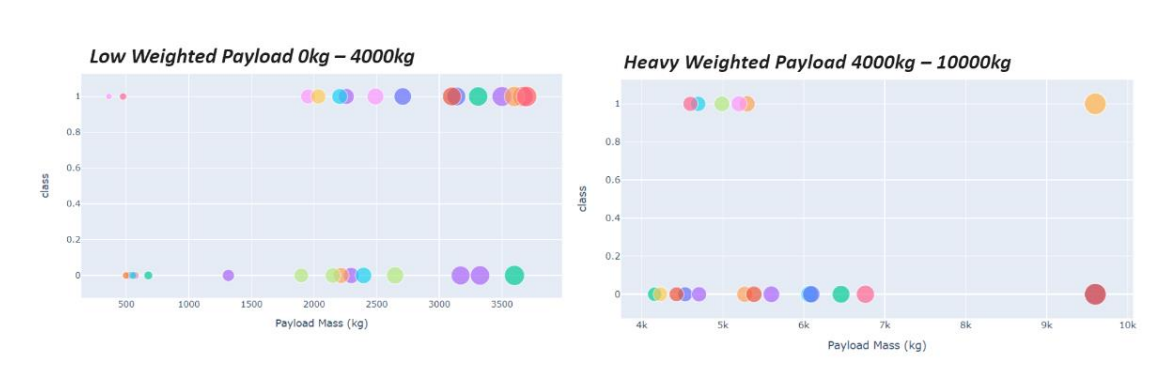 Low Weighted Payload 0kg – 4000kg
1
0.8
0.6
0.4
0.2
0
class
500 1000 1500 2000 2500 3000 3500
Payload Mass (kg)
Heavy Weighted Payload 4000kg – 10000kg
1
0.8
0.6
0.4
0.2
0
class
4k 5k 6k 7k 8k 9k 10k
Payload Mass (kg)